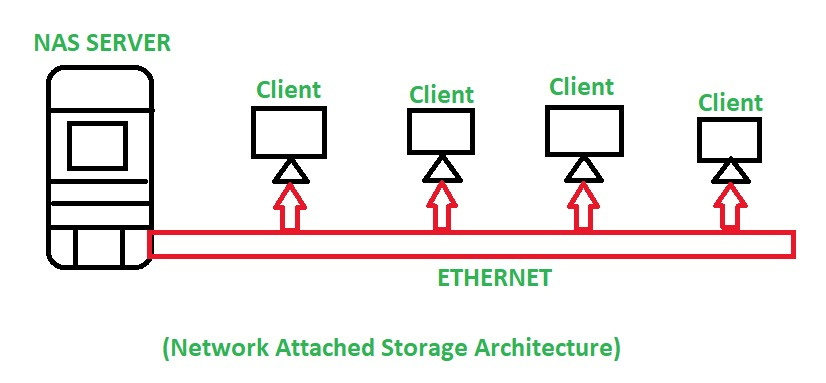 NAS SERVER
Client
Client
Client
Client
ETHERNET
(Network Attached Storage Architecture)